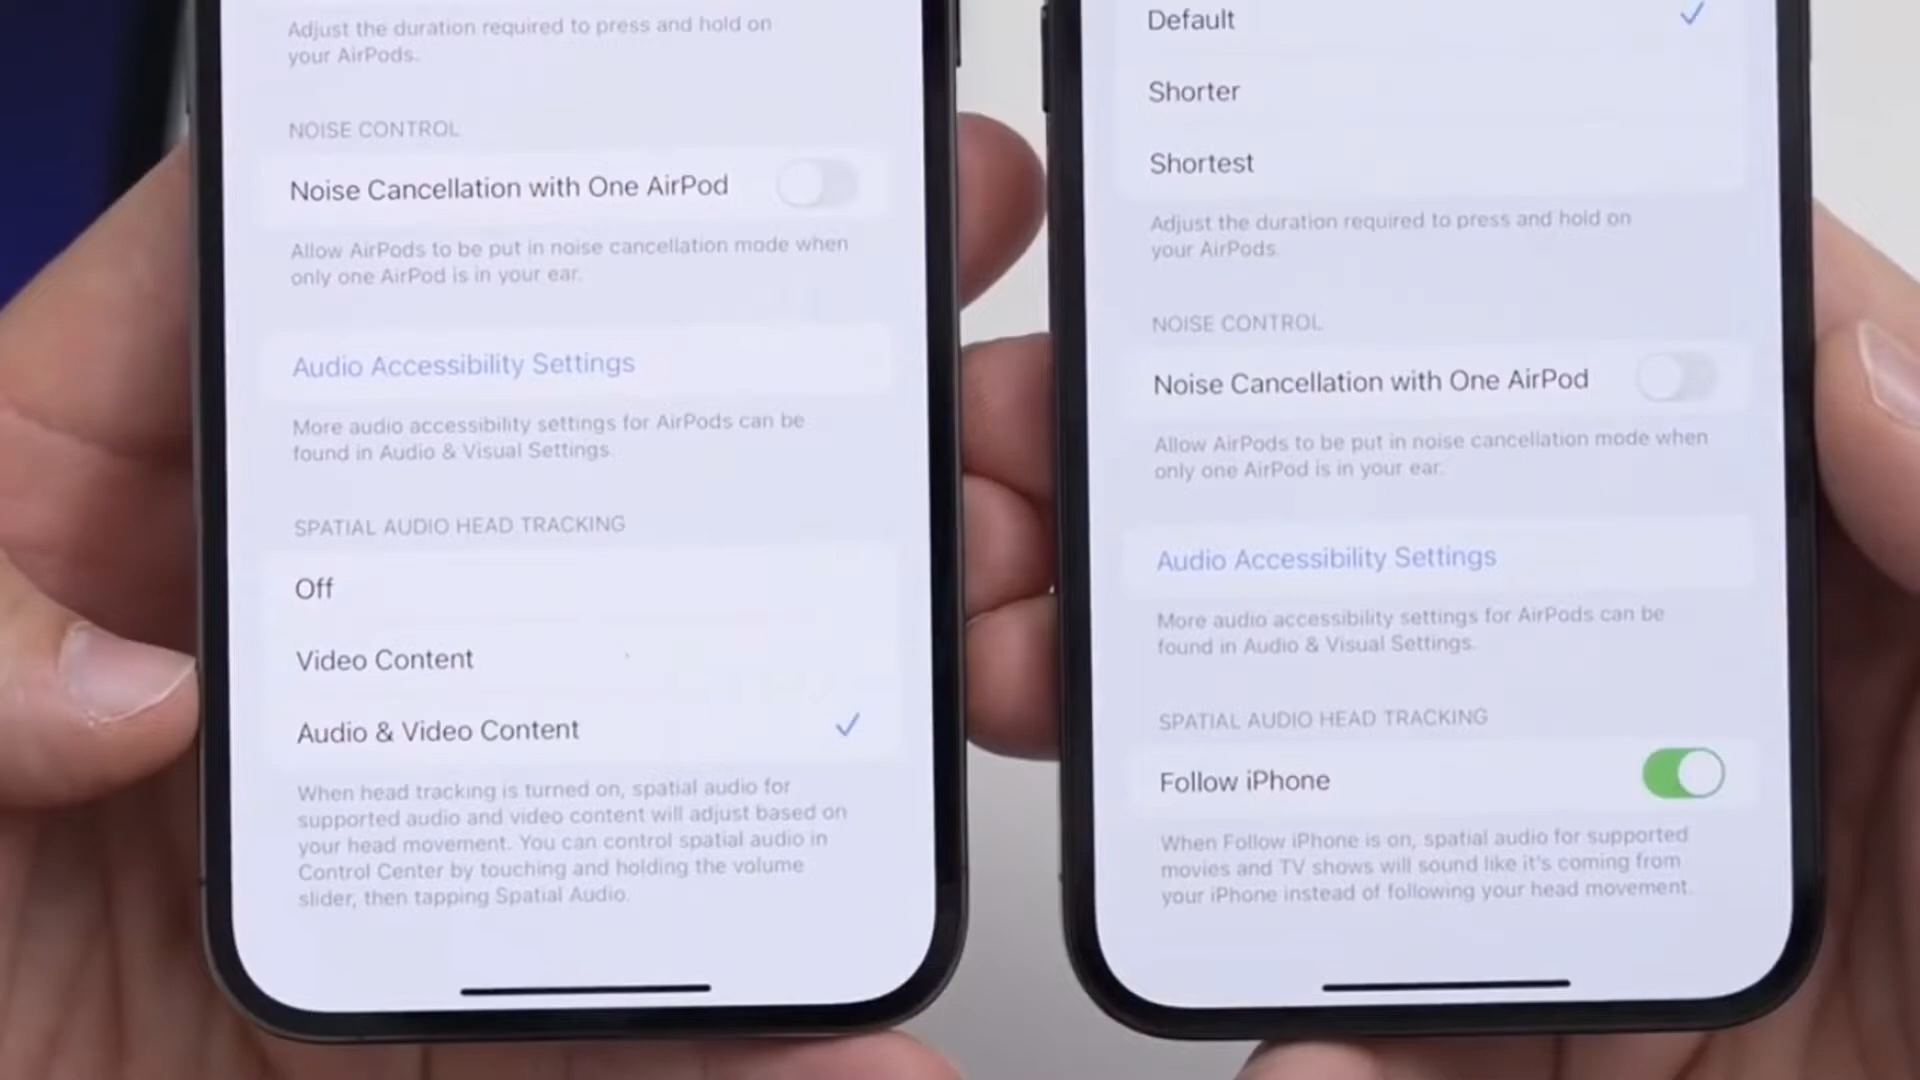 Adjust the duration required to press and hold on
your AirPods.
NOISE CONTROL
Noise Cancellation with One AirPod
Allow AirPods to be put in noise cancellation mode when
only one AirPod is in your ear.
Audio Accessibility Settings
More audio accessibility settings for AirPods can be
found in Audio & Visual Settings.
SPATIAL AUDIO HEAD TRACKING
Off
Video Content
Audio & Video Content
When head tracking is turned on, spatial audio for
supported audio and video content will adjust based on
your head movement. You can control spatial audio in
Control Center by touching and holding the volume
slider, then tapping Spatial Audio.
Default
Shorter
Shortest
Adjust the duration required to press and hold on
your AirPods.
NOISE CONTROL
Noise Cancellation with One AirPod
Allow AirPods to be put in noise cancellation mode when
only one AirPod is in your ear.
Audio Accessibility Settings
More audio accessibility settings for AirPods can be
found in Audio & Visual Settings.
SPATIAL AUDIO HEAD TRACKING
Follow iPhone
When Follow iPhone is on, spatial audio for supported
movies and TV shows will sound like it's coming from
your iPhone instead of following your head movement.